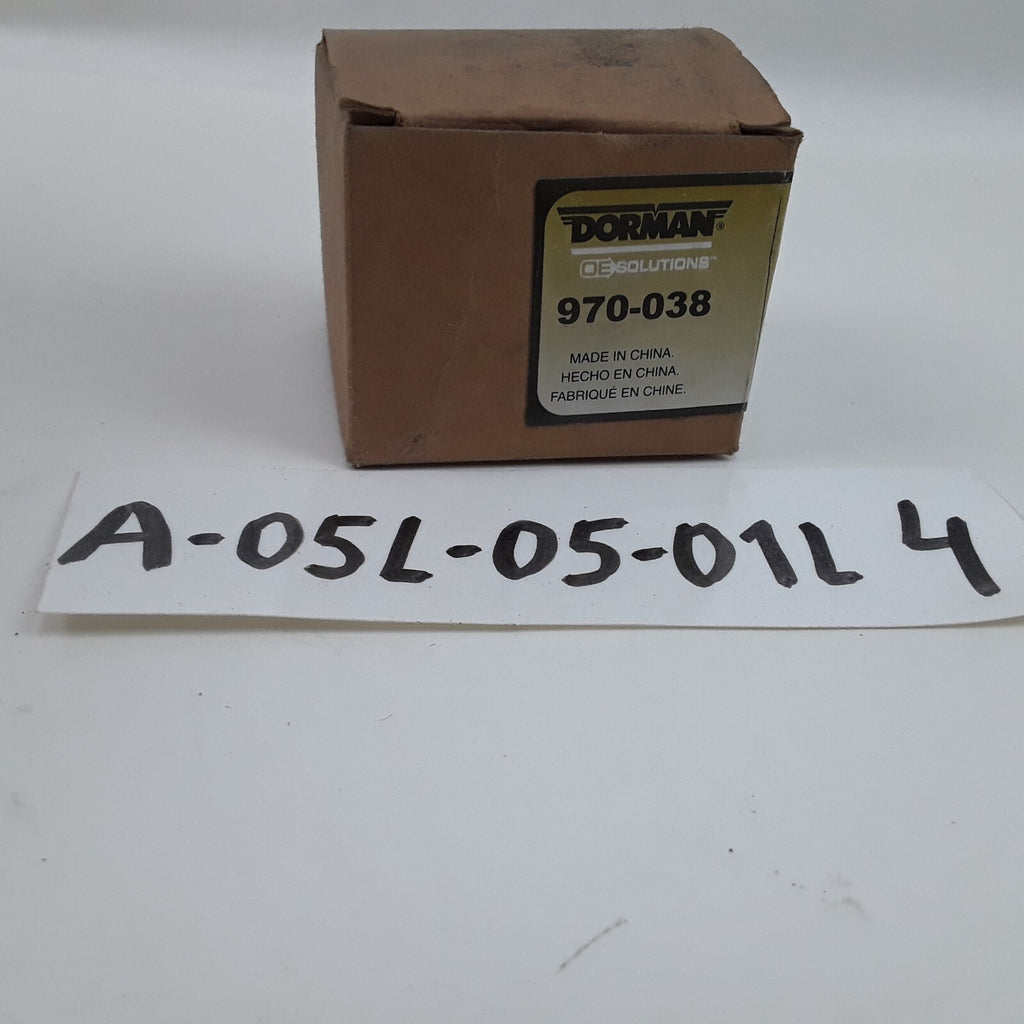 DORMAN®
OE SOLUTIONS™
970-038
MADE IN CHINA.
HECHO EN CHINA.
FABRIQUÉ EN CHINE.
A-05L-05-01L 4